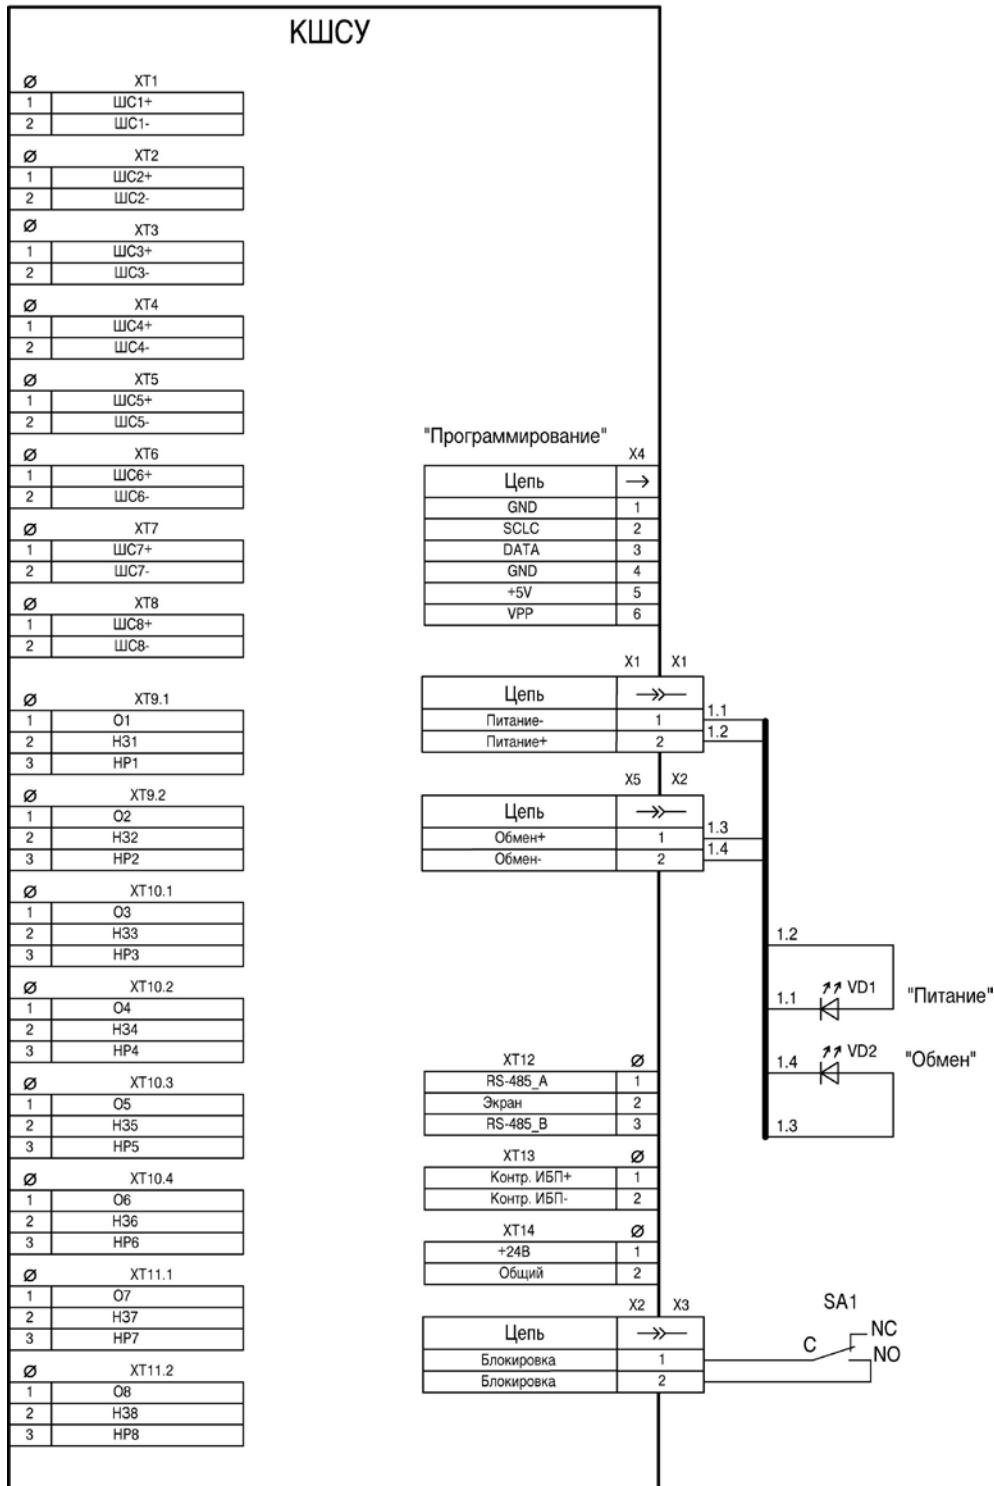 КШСУ
Ø XT1
1 ШС1+
2 ШС1-
Ø XT2
1 ШС2+
2 ШС2-
Ø XT3
1 ШС3+
2 ШС3-
Ø XT4
1 ШС4+
2 ШС4-
Ø XT5
1 ШС5+
2 ШС5-
Ø XT6
1 ШС6+
2 ШС6-
Ø XT7
1 ШС7+
2 ШС7-
Ø XT8
1 ШС8+
2 ШС8-
Ø XT9.1
1 О1
2 НЗ1
3 НР1
Ø XT9.2
1 О2
2 НЗ2
3 НР2
Ø XT10.1
1 О3
2 НЗ3
3 НР3
Ø XT10.2
1 О4
2 НЗ4
3 НР4
Ø XT10.3
1 О5
2 НЗ5
3 НР5
Ø XT10.4
1 О6
2 НЗ6
3 НР6
Ø XT11.1
1 О7
2 НЗ7
3 НР7
Ø XT11.2
1 О8
2 НЗ8
3 НР8
"Программирование"
X4
Цепь →
GND 1
SCLC 2
DATA 3
GND 4
+5V 5
VPP 6
X1 X1
Цепь
Питание- 1 1.1
Питание+ 2 1.2
X5 X2
Цепь
Обмен+ 1 1.3
Обмен- 2 1.4
1.2
1.1 VD1 "Питание"
1.4 VD2 "Обмен"
1.3
XT12 Ø
RS-485_A 1
Экран 2
RS-485_B 3
XT13 Ø
Контр. ИБП+ 1
Контр. ИБП- 2
XT14 Ø
+24В 1
Общий 2
X2 X3
Цепь
Блокировка 1
Блокировка 2
SA1
C NC
NO